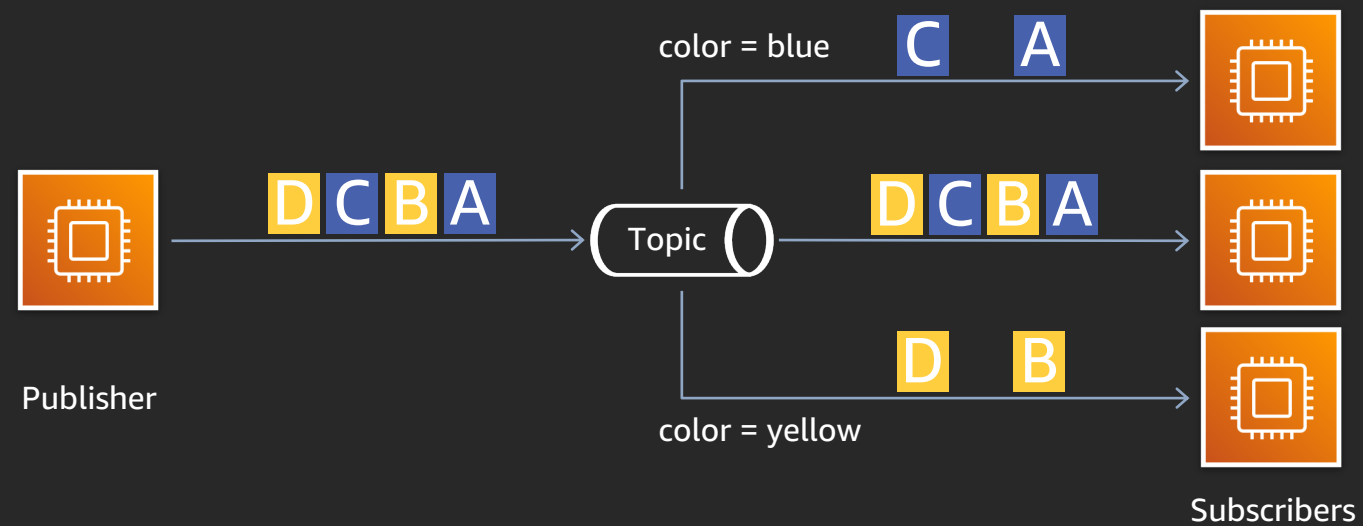 color = blue
C A
D C B A
Topic
D C B A
D B
Publisher
color = yellow
Subscribers